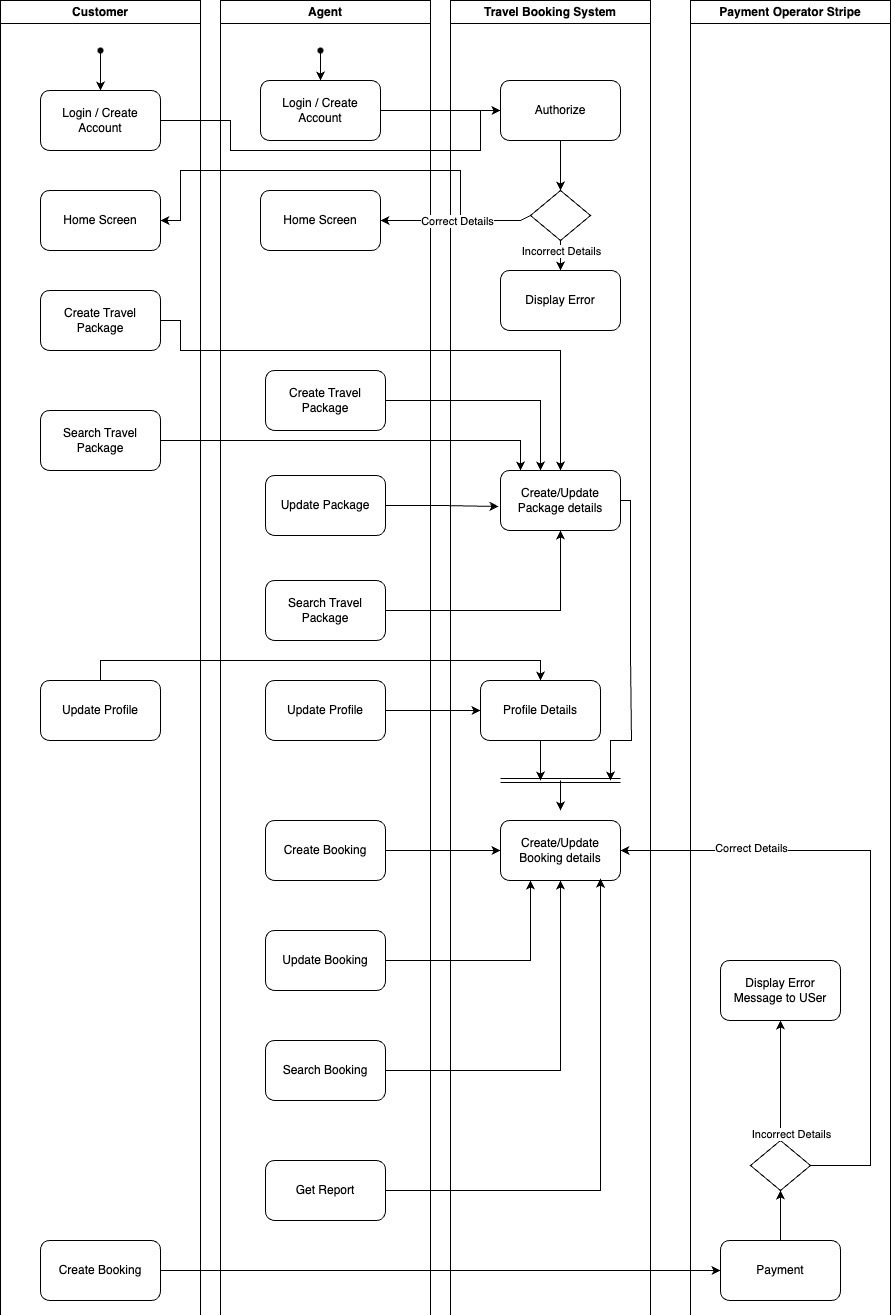 Customer
Agent
Travel Booking System
Payment Operator Stripe
Login / Create
Account
Login / Create
Account
Authorize
Home Screen
Home Screen
Correct Details
Incorrect Details
Display Error
Create Travel
Package
Create Travel
Package
Search Travel
Package
Update Package
Create/Update
Package details
Search Travel
Package
Update Profile
Update Profile
Profile Details
Create Booking
Create/Update
Booking details
Correct Details
Update Booking
Display Error
Message to USer
Search Booking
Incorrect Details
Get Report
Create Booking
Payment